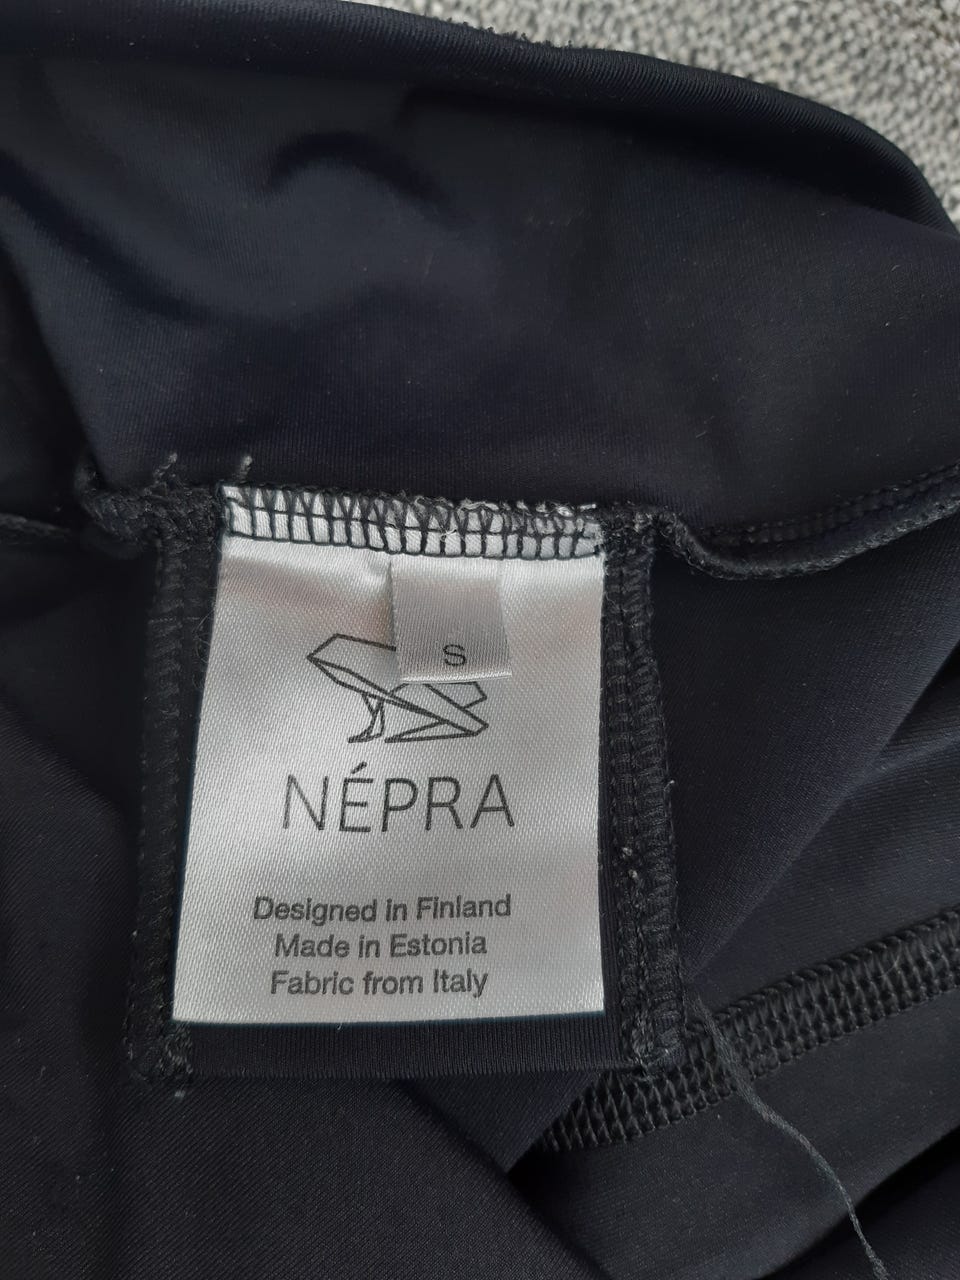 S
NÉPRA
Designed in Finland
Made in Estonia
Fabric from Italy